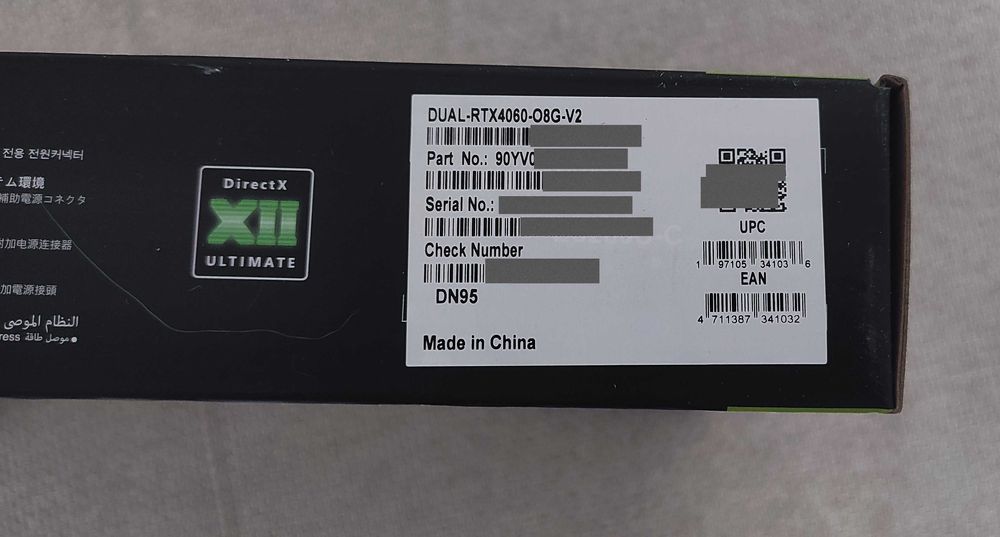 전용 전원커넥터
テム環境
補助電源コネクタ
附加电源连接器
加電源接頭
النظام الموصى
موصل طاقة ress
DirectX
XII
ULTIMATE
DUAL-RTX4060-O8G-V2
Part No.: 90YV0
Serial No.:
Check Number
DN95
Made in China
UPC
1 97105 34103 6
EAN
4 711387 341032